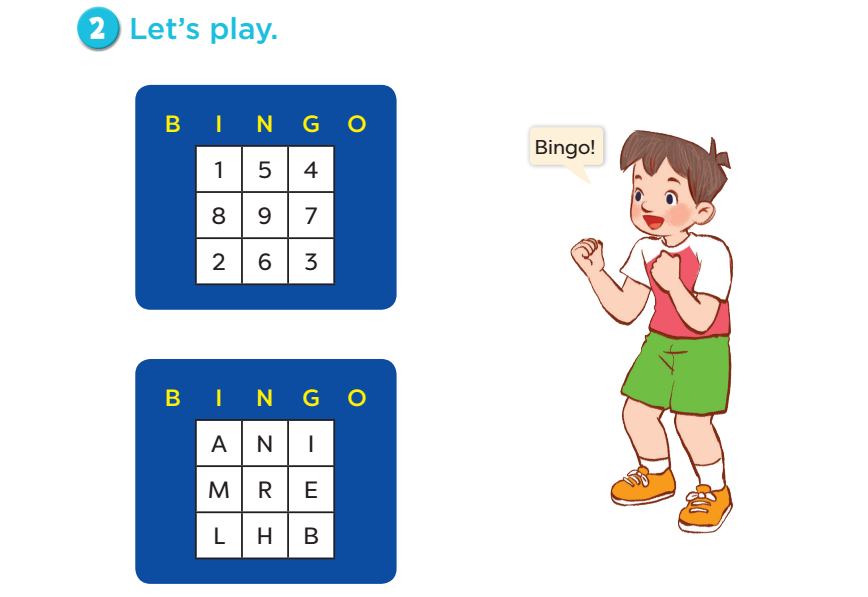 2 Let's play.
B I N G O
1 5 4
8 9 7
2 6 3
Bingo!
B I N G O
A N I
M R E
L H B